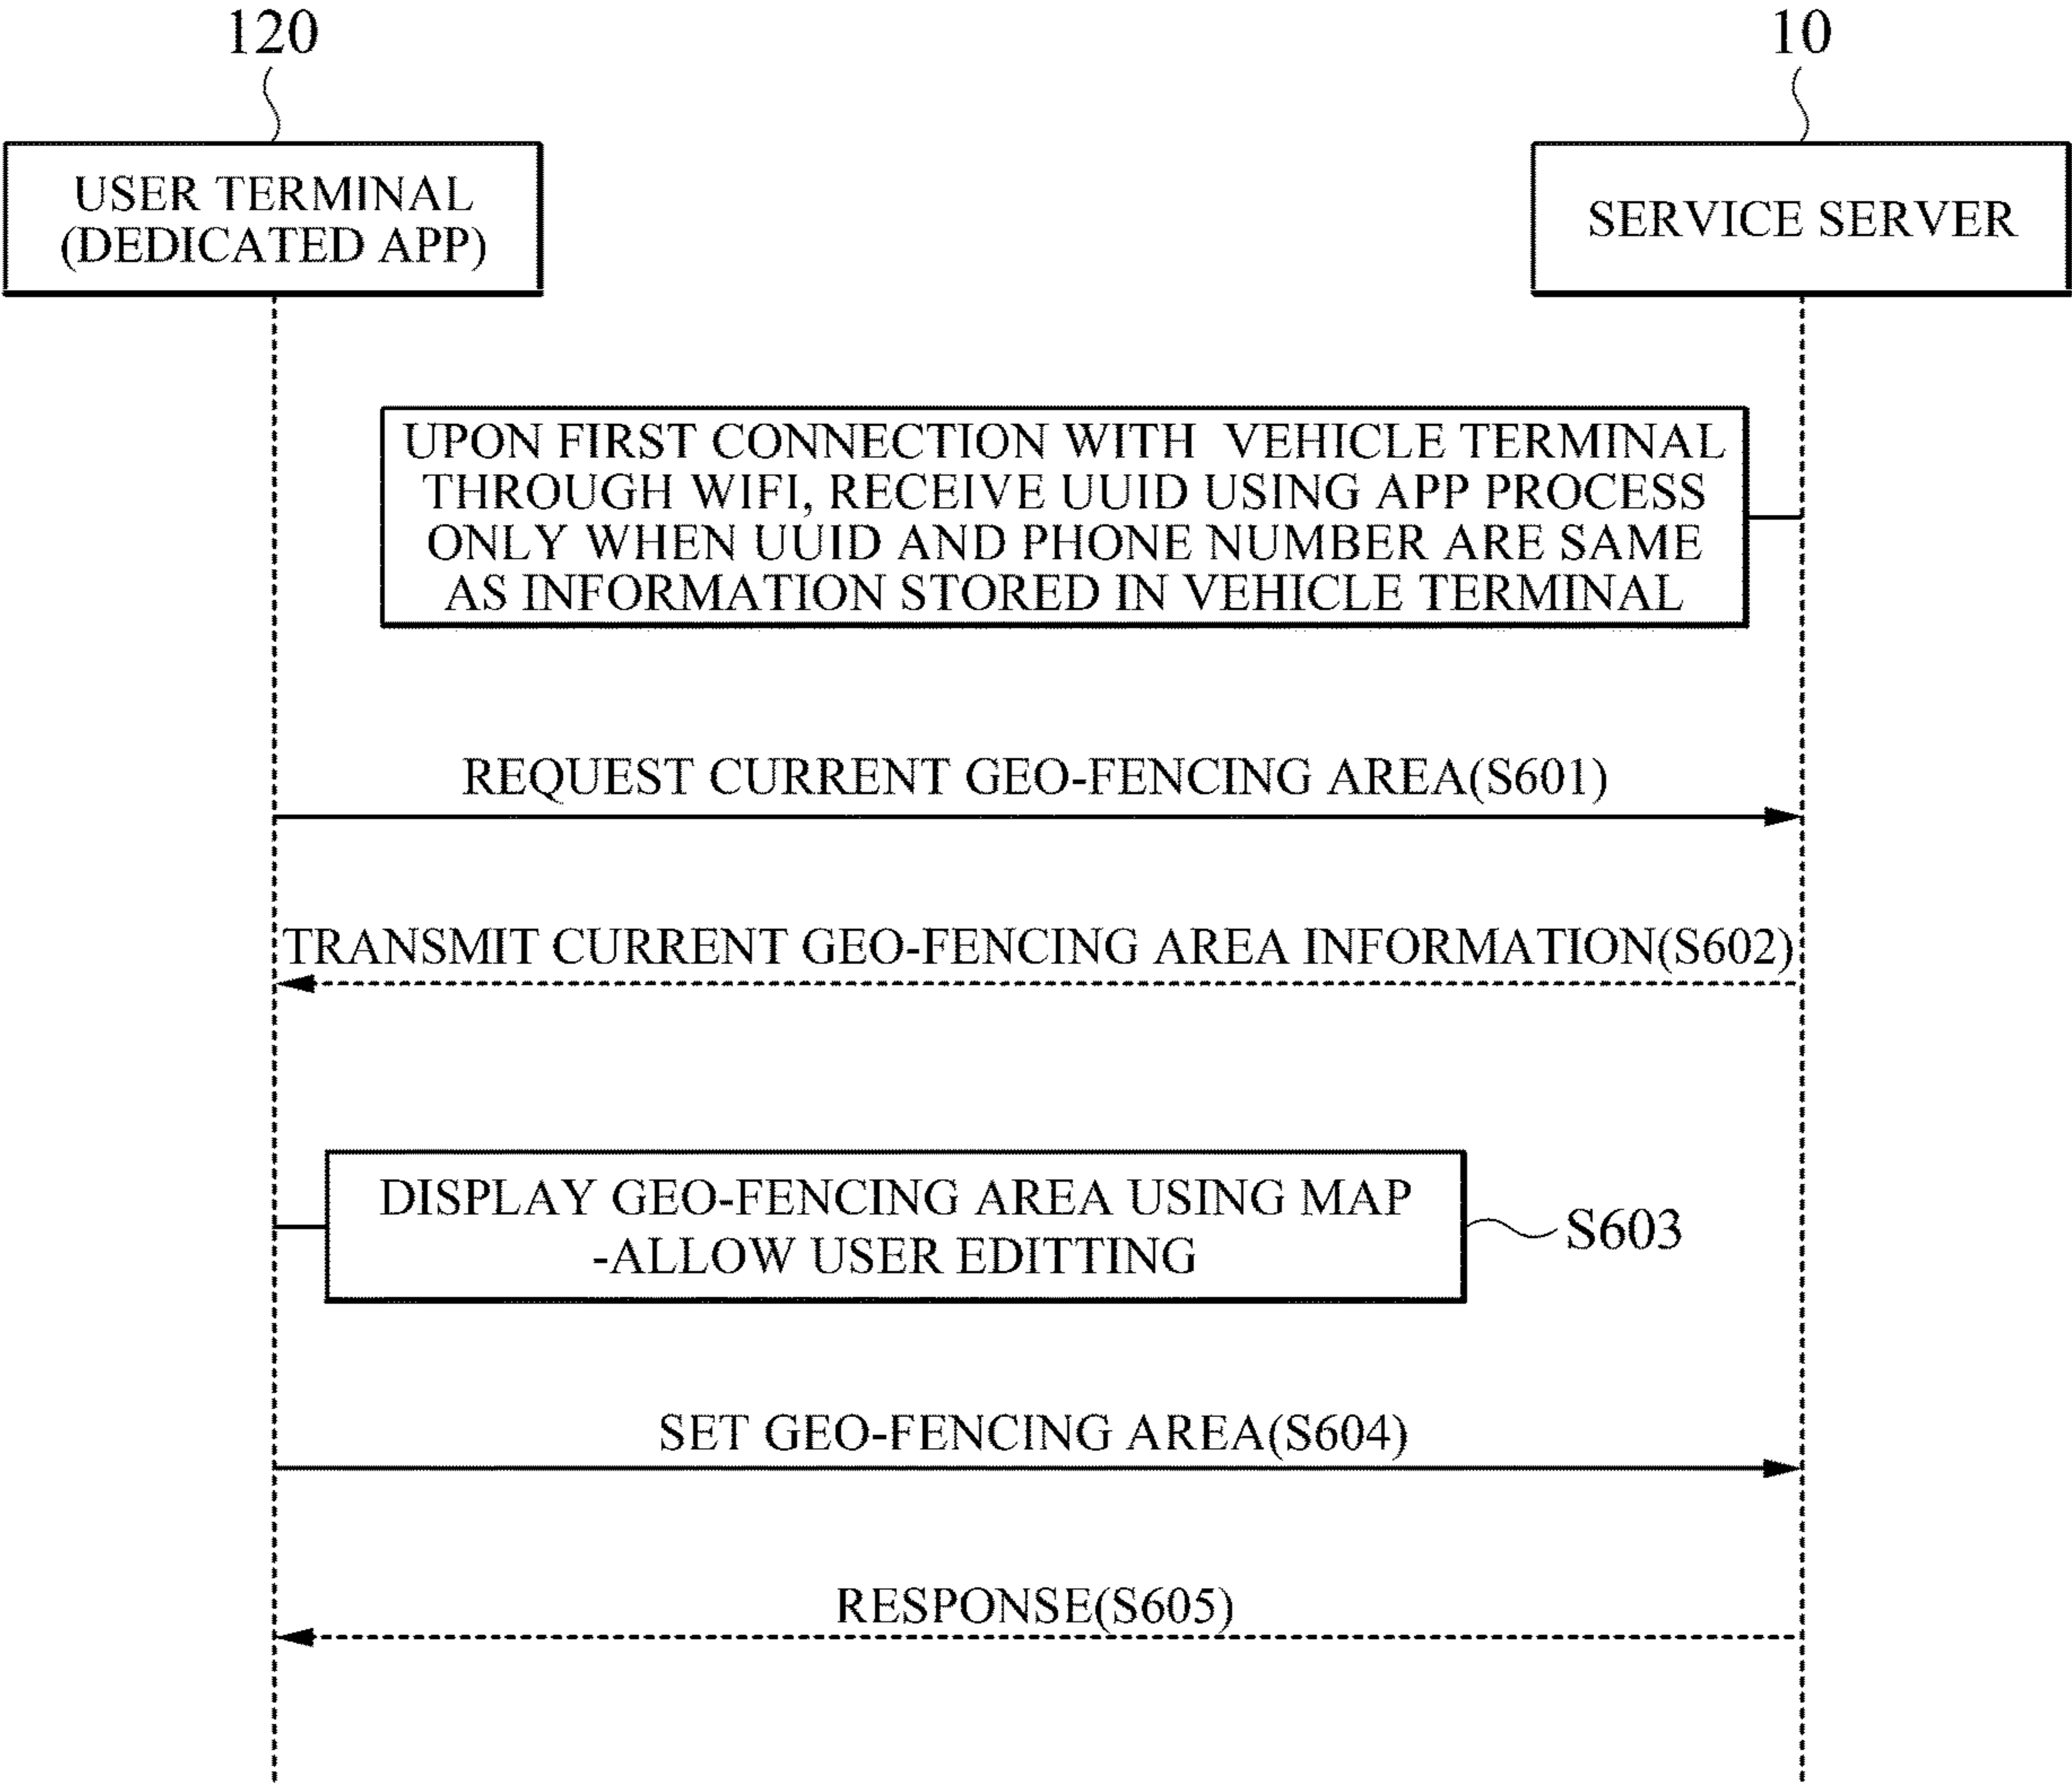 120
10
USER TERMINAL
(DEDICATED APP)
SERVICE SERVER
UPON FIRST CONNECTION WITH VEHICLE TERMINAL
THROUGH WIFI, RECEIVE UUID USING APP PROCESS
ONLY WHEN UUID AND PHONE NUMBER ARE SAME
AS INFORMATION STORED IN VEHICLE TERMINAL
REQUEST CURRENT GEO-FENCING AREA(S601)
TRANSMIT CURRENT GEO-FENCING AREA INFORMATION(S602)
DISPLAY GEO-FENCING AREA USING MAP
-ALLOW USER EDITTING
S603
SET GEO-FENCING AREA(S604)
RESPONSE(S605)